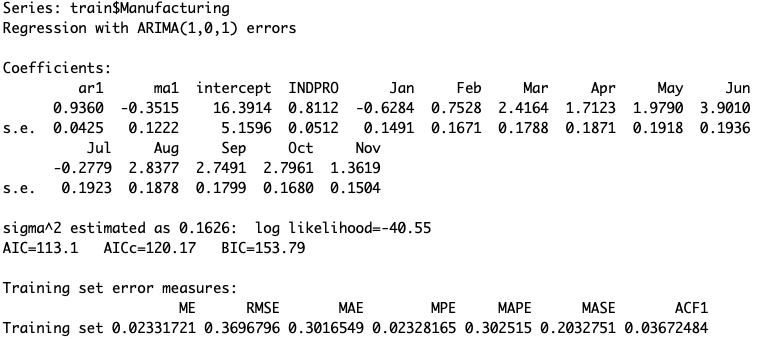 Series: train$Manufacturing
Regression with ARIMA(1,0,1) errors
Coefficients:
ar1 ma1 intercept INDPRO Jan Feb Mar Apr May Jun
0.9360 -0.3515 16.3914 0.8112 -0.6284 0.7528 2.4164 1.7123 1.9790 3.9010
s.e. 0.0425 0.1222 5.1596 0.0512 0.1491 0.1671 0.1788 0.1871 0.1918 0.1936
Jul Aug Sep Oct Nov
-0.2779 2.8377 2.7491 2.7961 1.3619
s.e. 0.1923 0.1878 0.1799 0.1680 0.1504
sigma^2 estimated as 0.1626: log likelihood=-40.55
AIC=113.1 AICc=120.17 BIC=153.79
Training set error measures:
ME RMSE MAE MPE MAPE MASE ACF1
Training set 0.02331721 0.3696796 0.3016549 0.02328165 0.302515 0.2032751 0.03672484